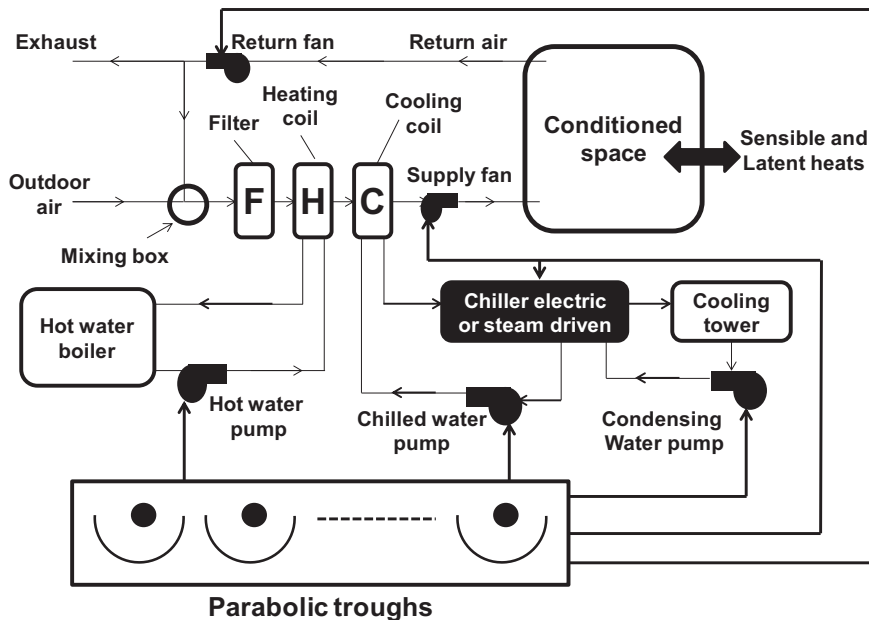 Exhaust
Return fan
Return air
Heating
coil
Cooling
coil
Filter
Conditioned
space
Sensible and
Latent heats
Supply fan
Outdoor
air
F
H
C
Mixing box
Hot water
boiler
Chiller electric
or steam driven
Cooling
tower
Hot water
pump
Chilled water
pump
Condensing
Water pump
Parabolic troughs